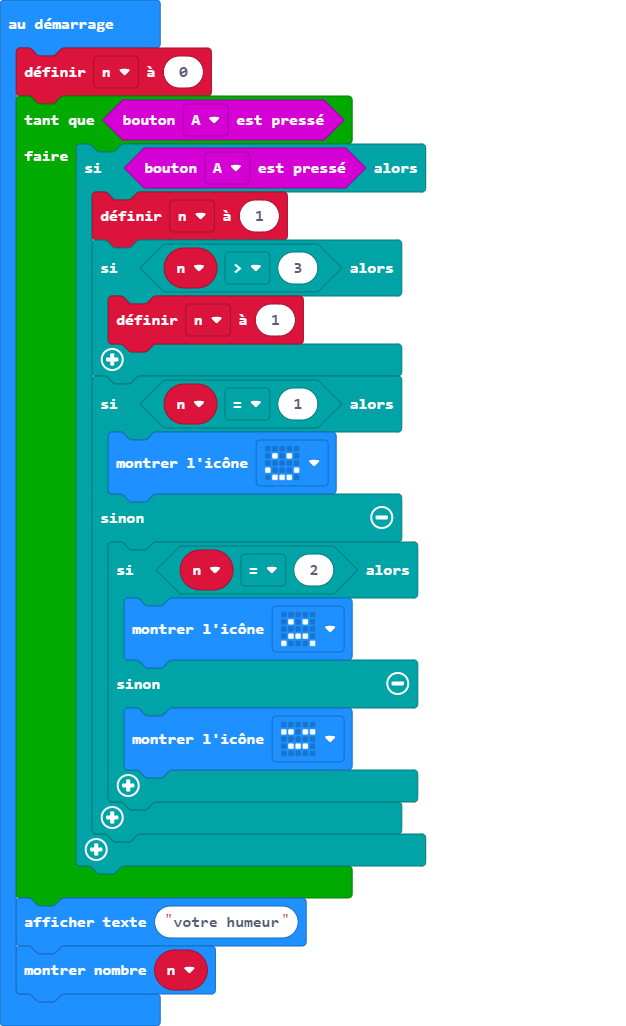 au démarrage
définir n à 0
tant que bouton A est pressé
faire
si bouton A est pressé alors
définir n à 1
si n > 3 alors
définir n à 1
si n = 1 alors
montrer l'icône
sinon
si n = 2 alors
montrer l'icône
sinon
montrer l'icône
afficher texte "votre humeur"
montrer nombre n